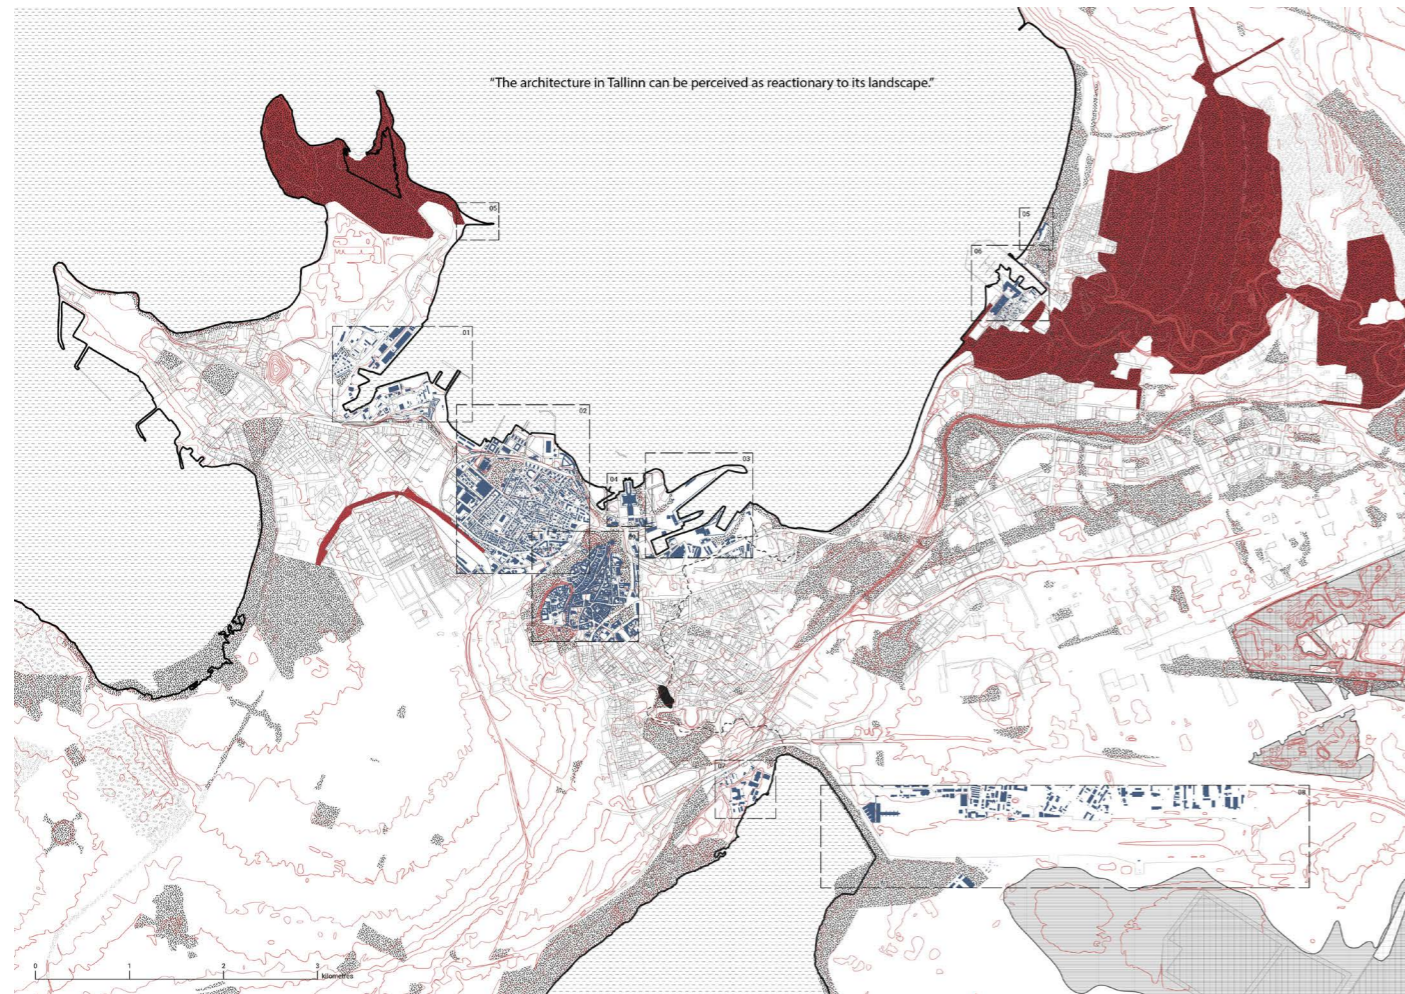 "The architecture in Tallinn can be perceived as reactionary to its landscape."
05
05
06
01
02
03
04
0 1 2 3
kilometres